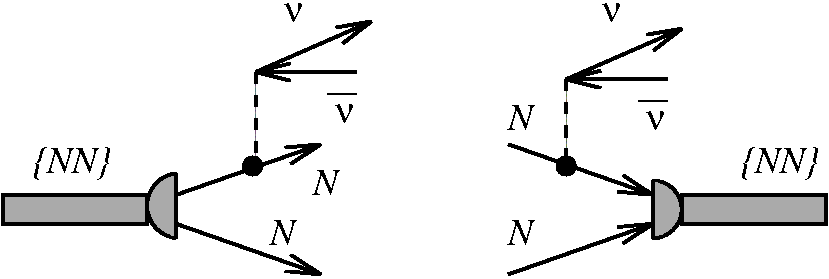 ν ν
ν̅ N ν̅
{NN} N {NN}
N N